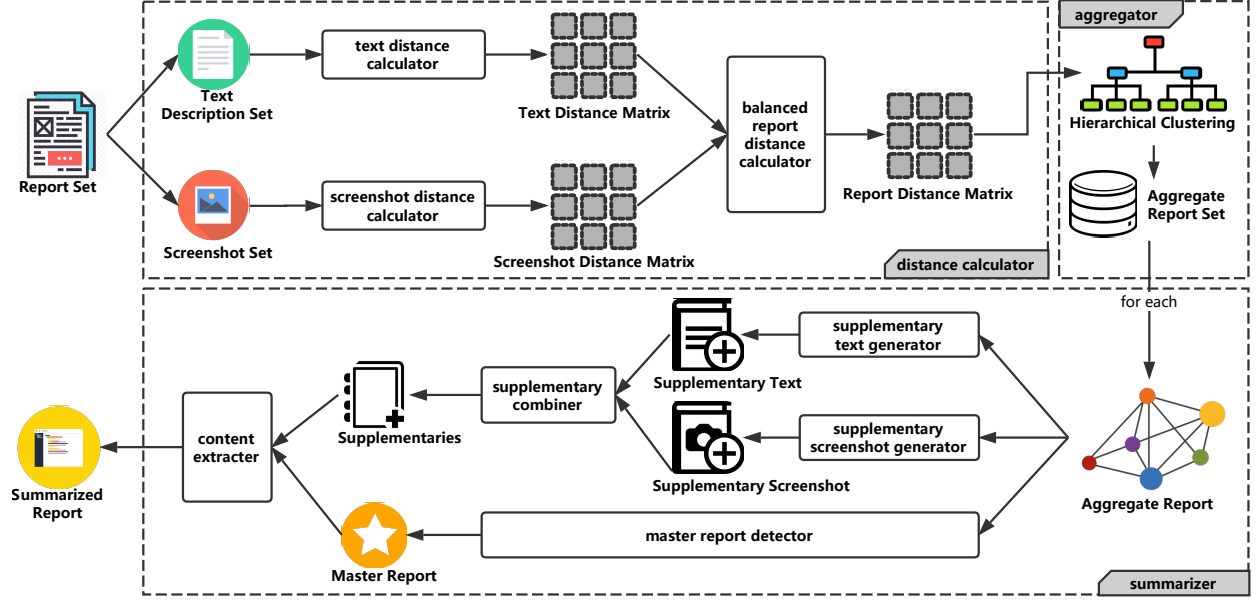 Report Set
Text
Description Set
Screenshot Set
text distance
calculator
screenshot distance
calculator
Text Distance Matrix
Screenshot Distance Matrix
balanced
report
distance
calculator
Report Distance Matrix
distance calculator
aggregator
Hierarchical Clustering
Aggregate
Report Set
for each
Aggregate Report
supplementary
text generator
supplementary
screenshot generator
master report detector
Supplementary Text
Supplementary Screenshot
supplementary
combiner
Supplementaries
Master Report
content
extracter
Summarized
Report
summarizer